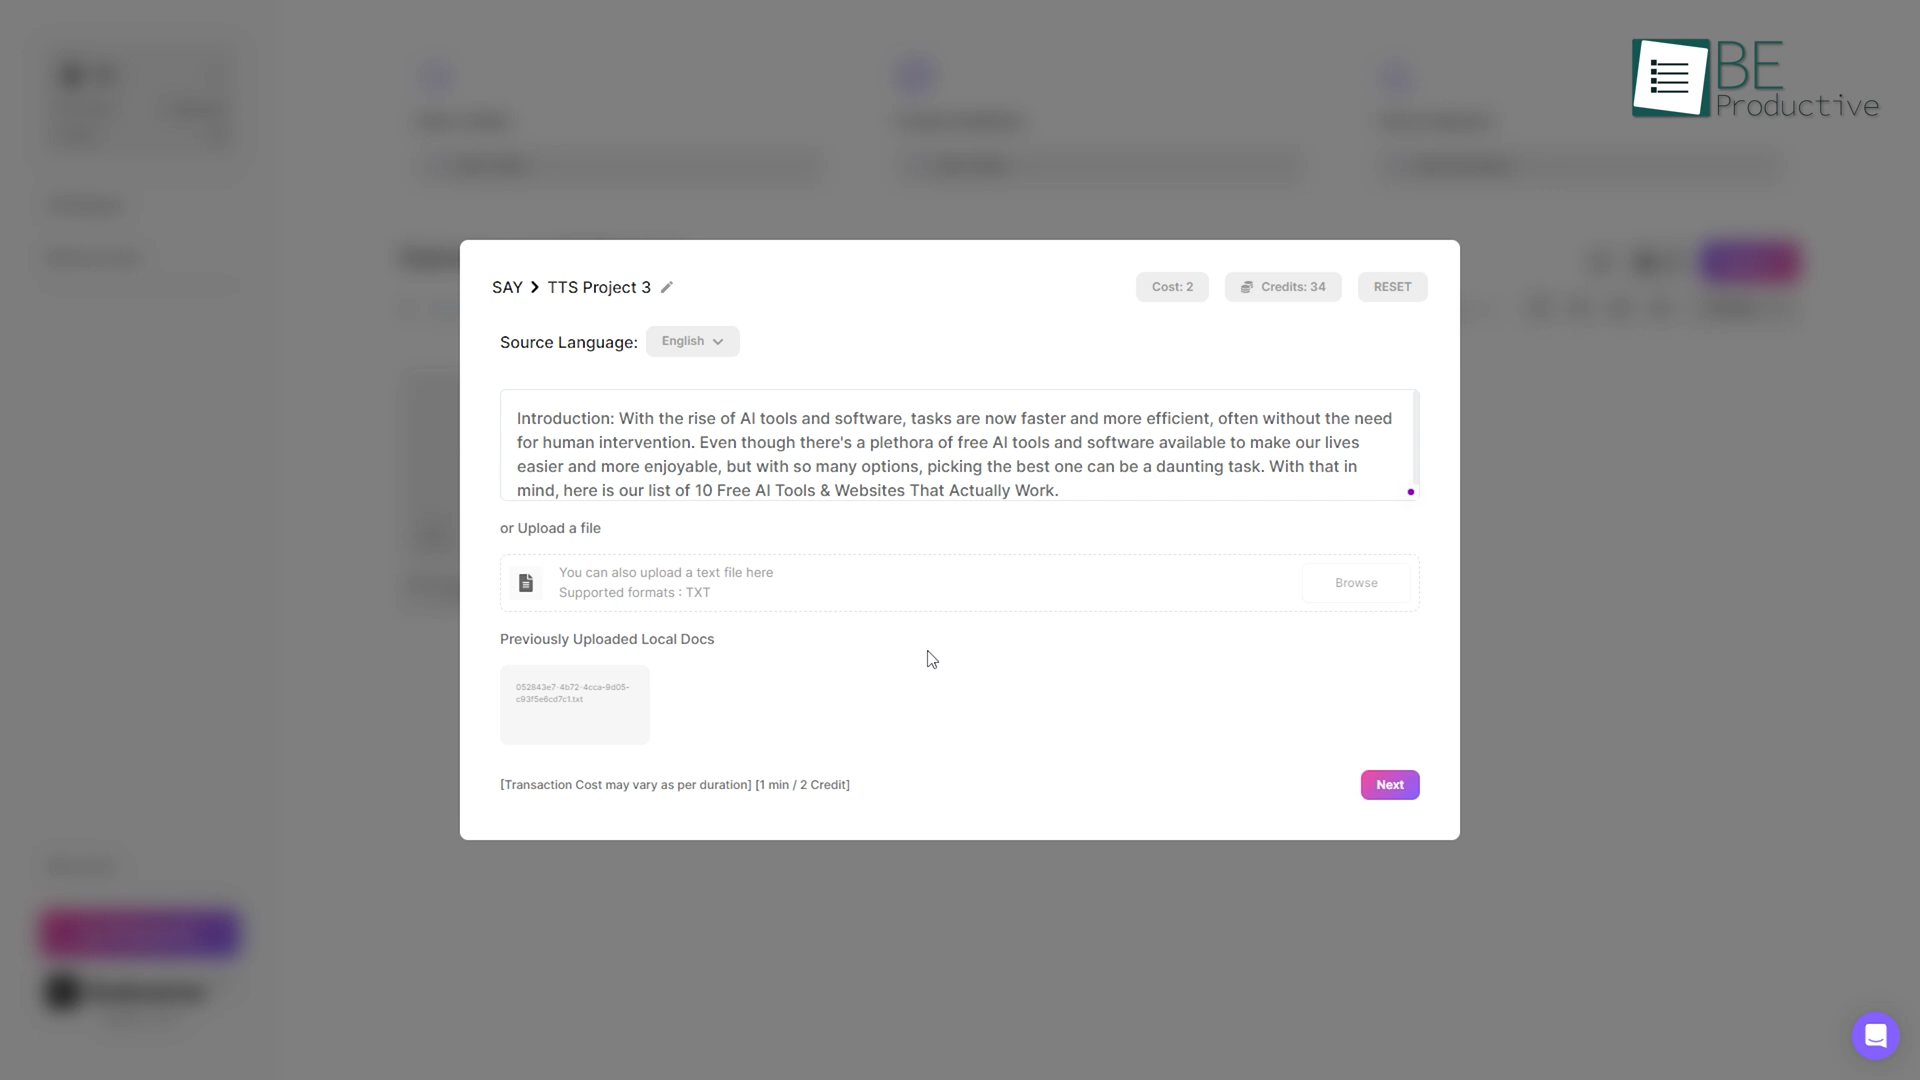 BE
Productive
SAY > TTS Project 3
Cost: 2
Credits: 34
RESET
Source Language: English
Introduction: With the rise of AI tools and software, tasks are now faster and more efficient, often without the need
for human intervention. Even though there's a plethora of free AI tools and software available to make our lives
easier and more enjoyable, but with so many options, picking the best one can be a daunting task. With that in
mind, here is our list of 10 Free AI Tools & Websites That Actually Work.
or Upload a file
You can also upload a text file here
Supported formats : TXT
Browse
Previously Uploaded Local Docs
052843e7-4b72-4cca-9d05-
c93f5e6cd7c1.txt
[Transaction Cost may vary as per duration] [1 min / 2 Credit]
Next